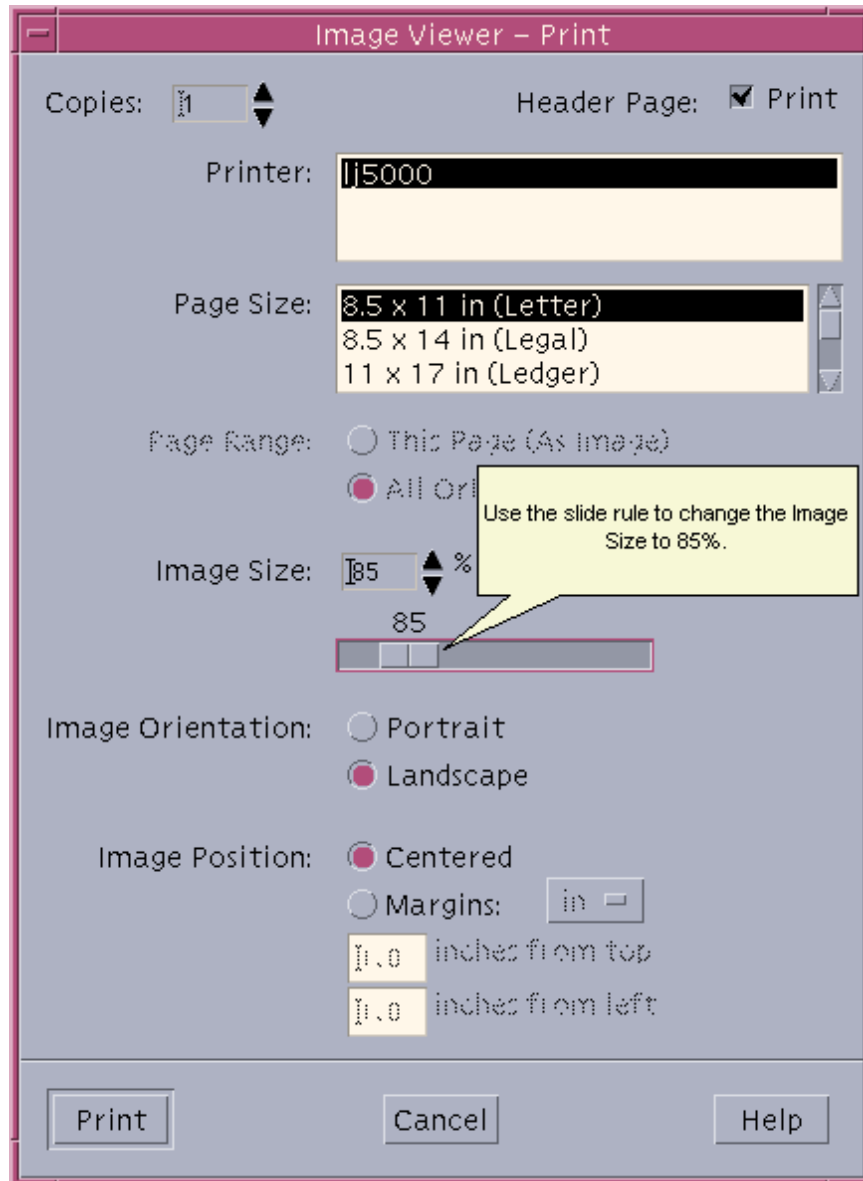 Image Viewer – Print
Copies: 1 Header Page: Print
Printer: lj5000
Page Size: 8.5 x 11 in (Letter)
8.5 x 14 in (Legal)
11 x 17 in (Ledger)
Page Range: This Page (As Image)
All
Use the slide rule to change the Image
Size to 85%.
Image Size: 85 %
85
Image Orientation: Portrait
Landscape
Image Position: Centered
Margins: in
1.0 inches from top
1.0 inches from left
Print Cancel Help